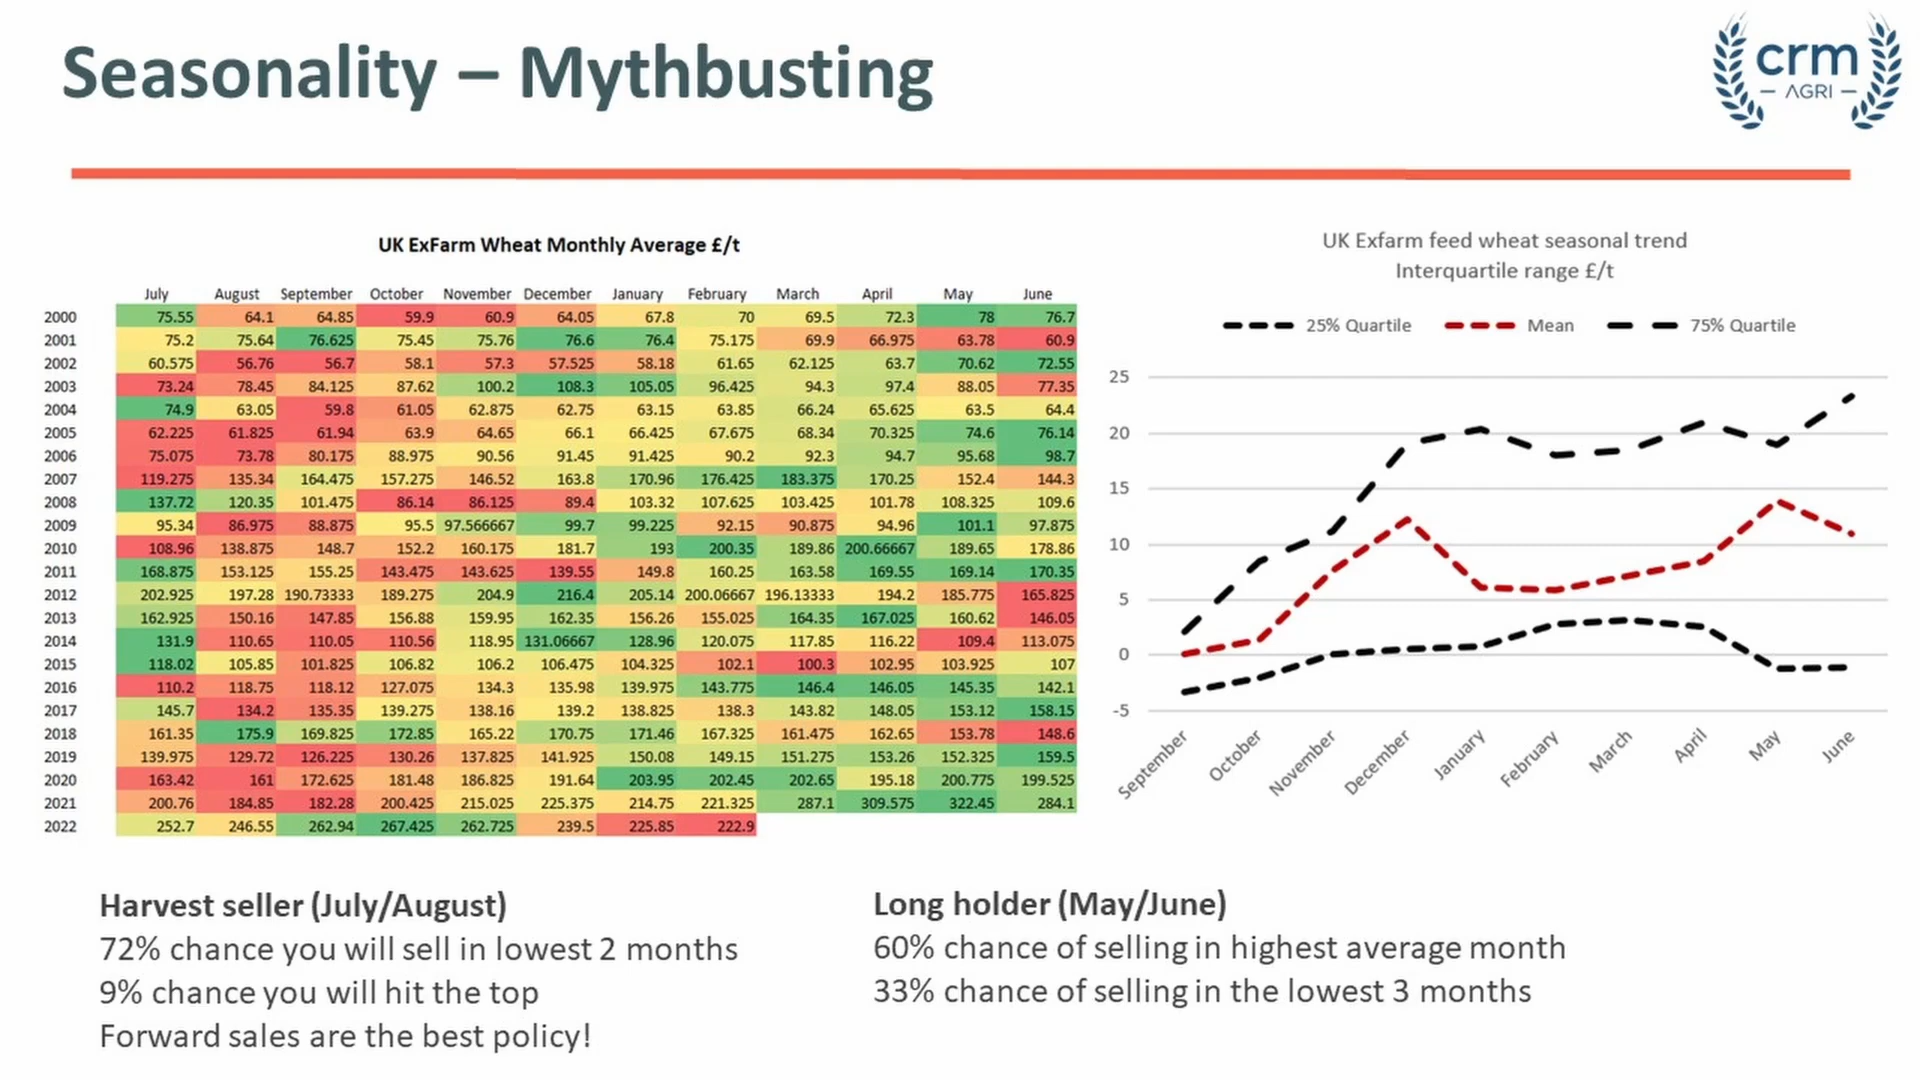 Seasonality – Mythbusting
crm
AGRI
UK ExFarm Wheat Monthly Average £/t
July August September October November December January February March April May June
2000 75.55 64.1 64.85 59.9 60.9 64.05 67.8 70 69.5 72.3 78 76.7
2001 75.2 75.64 76.625 75.45 75.76 76.6 76.4 75.175 69.9 66.975 63.78 60.9
2002 60.575 56.76 56.7 58.1 57.3 57.525 58.18 61.65 62.125 63.7 70.62 72.55
2003 73.24 78.45 84.125 87.62 100.2 108.3 105.05 96.425 94.3 97.4 88.05 77.35
2004 74.9 63.05 59.8 61.05 62.875 62.75 63.15 63.85 66.24 65.625 63.5 64.4
2005 62.225 61.825 61.94 63.9 64.65 66.1 66.425 67.675 68.34 70.325 74.6 76.14
2006 75.075 73.78 80.175 88.975 90.56 91.45 91.425 90.2 92.3 94.7 95.68 98.7
2007 119.275 135.34 164.475 157.275 146.52 163.8 170.96 176.425 183.375 170.25 152.4 144.3
2008 137.72 120.35 101.475 86.14 86.125 89.4 103.32 107.625 103.425 101.78 108.325 109.6
2009 95.34 86.975 88.875 95.5 97.566667 99.7 99.225 92.15 90.875 94.96 101.1 97.875
2010 108.96 138.875 148.7 152.2 160.175 181.7 193 200.35 189.86 200.66667 189.65 178.86
2011 168.875 153.125 155.25 143.475 143.625 139.55 149.8 160.25 163.58 169.55 169.14 170.35
2012 202.925 197.28 190.73333 189.275 204.9 216.4 205.14 200.06667 196.13333 194.2 185.775 165.825
2013 162.925 150.16 147.85 156.88 159.95 162.35 156.26 155.025 164.35 167.025 160.62 146.05
2014 131.9 110.65 110.05 110.56 118.95 131.06667 128.96 120.075 117.85 116.22 109.4 113.075
2015 118.02 105.85 101.825 106.82 106.2 106.475 104.325 102.1 100.3 102.95 103.925 107
2016 110.2 118.75 118.12 127.075 134.3 135.98 139.975 143.775 146.4 146.05 145.35 142.1
2017 145.7 134.2 135.35 139.275 138.16 139.2 138.825 138.3 143.82 148.05 153.12 158.15
2018 161.35 175.9 169.825 172.85 165.22 170.75 171.46 167.325 161.475 162.65 153.78 148.6
2019 139.975 129.72 126.225 130.26 137.825 141.925 150.08 149.15 151.275 153.26 152.325 159.5
2020 163.42 161 172.625 181.48 186.825 191.64 203.95 202.45 202.65 195.18 200.775 199.525
2021 200.76 184.85 182.28 200.425 215.025 225.375 214.75 221.325 287.1 309.575 322.45 284.1
2022 252.7 246.55 262.94 267.425 262.725 239.5 225.85 222.9
UK Exfarm feed wheat seasonal trend
Interquartile range £/t
25% Quartile Mean 75% Quartile
25
20
15
10
5
0
-5
September October November December January February March April May June
Harvest seller (July/August)
72% chance you will sell in lowest 2 months
9% chance you will hit the top
Forward sales are the best policy!
Long holder (May/June)
60% chance of selling in highest average month
33% chance of selling in the lowest 3 months